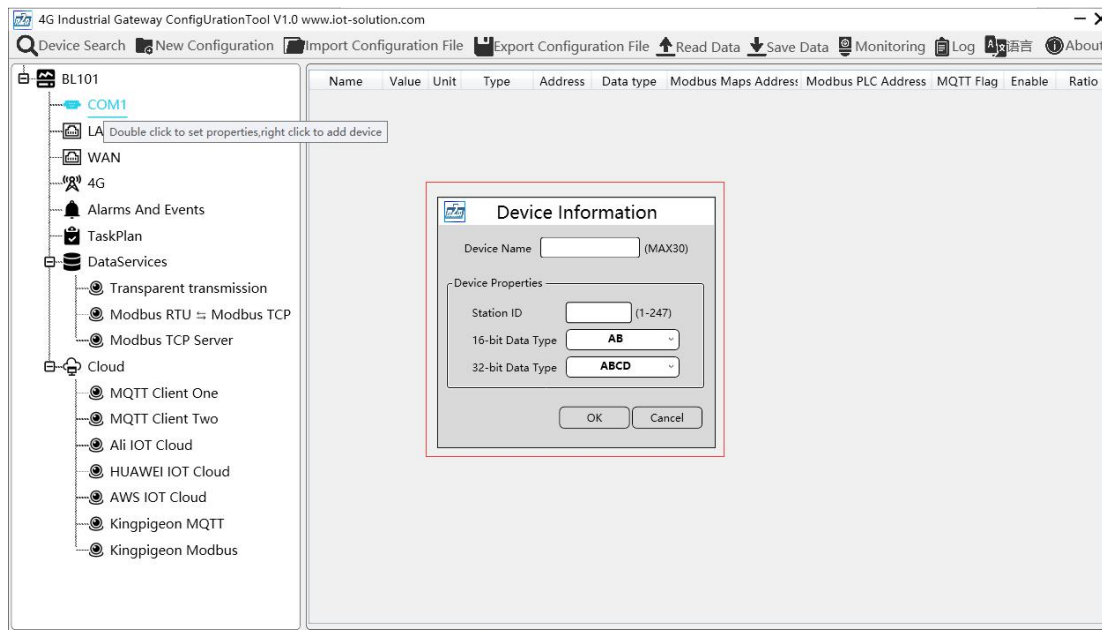 4G Industrial Gateway ConfigUrationTool V1.0 www.iot-solution.com
Device Search New Configuration Import Configuration File Export Configuration File Read Data Save Data Monitoring Log 语言 About
BL101
COM1
LA
Double click to set properties,right click to add device
WAN
4G
Alarms And Events
TaskPlan
DataServices
Transparent transmission
Modbus RTU ⇆ Modbus TCP
Modbus TCP Server
Cloud
MQTT Client One
MQTT Client Two
Ali IOT Cloud
HUAWEI IOT Cloud
AWS IOT Cloud
Kingpigeon MQTT
Kingpigeon Modbus
Name Value Unit Type Address Data type Modbus Maps Address Modbus PLC Address MQTT Flag Enable Ratio
Device Information
Device Name (MAX30)
Device Properties
Station ID (1-247)
16-bit Data Type AB
32-bit Data Type ABCD
OK Cancel